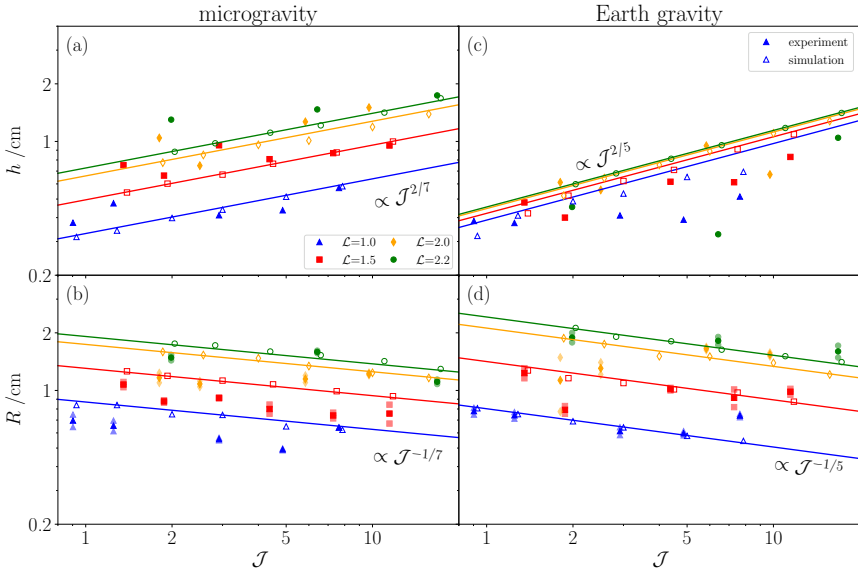 microgravity
Earth gravity
(a)
(c)
experiment
simulation
2
1
0.2
h/cm
∝ 𝒥^{2/7}
∝ 𝒥^{2/5}
ℒ=1.0
ℒ=2.0
ℒ=1.5
ℒ=2.2
(b)
(d)
2
1
0.2
R/cm
∝ 𝒥^{−1/7}
∝ 𝒥^{−1/5}
1
2
5
10
1
2
5
10
𝒥
𝒥